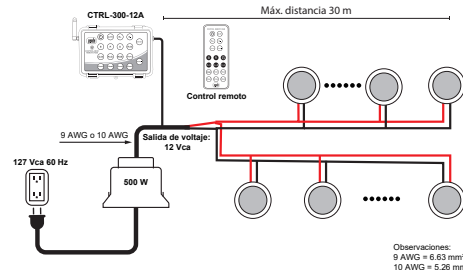 CTRL-300-12A
Máx. distancia 30 m
Control remoto
9 AWG o 10 AWG
Salida de voltaje:
12 Vca
127 Vca 60 Hz
500 W
Observaciones:
9 AWG = 6.63 mm²
10 AWG = 5.26 mm²